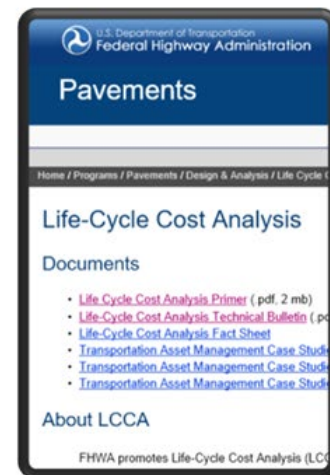 U.S. Department of Transportation
Federal Highway Administration
Pavements
Home / Programs / Pavements / Design & Analysis / Life Cycle
Life-Cycle Cost Analysis
Documents
• Life Cycle Cost Analysis Primer (.pdf, 2 mb)
• Life-Cycle Cost Analysis Technical Bulletin (.pd
• Life-Cycle Cost Analysis Fact Sheet
• Transportation Asset Management Case Studi
• Transportation Asset Management Case Studi
• Transportation Asset Management Case Studi
About LCCA
FHWA promotes Life-Cycle Cost Analysis (LCC